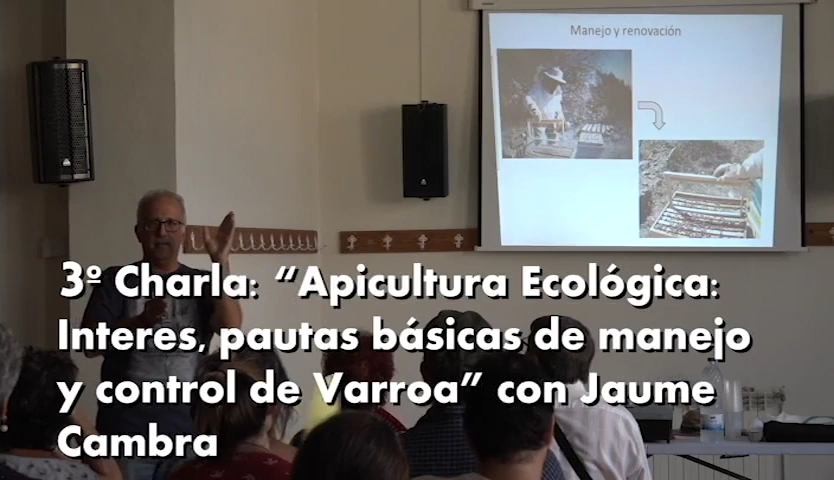 Manejo y renovación
3º Charla: “Apicultura Ecológica:
Interes, pautas básicas de manejo
y control de Varroa” con Jaume
Cambra